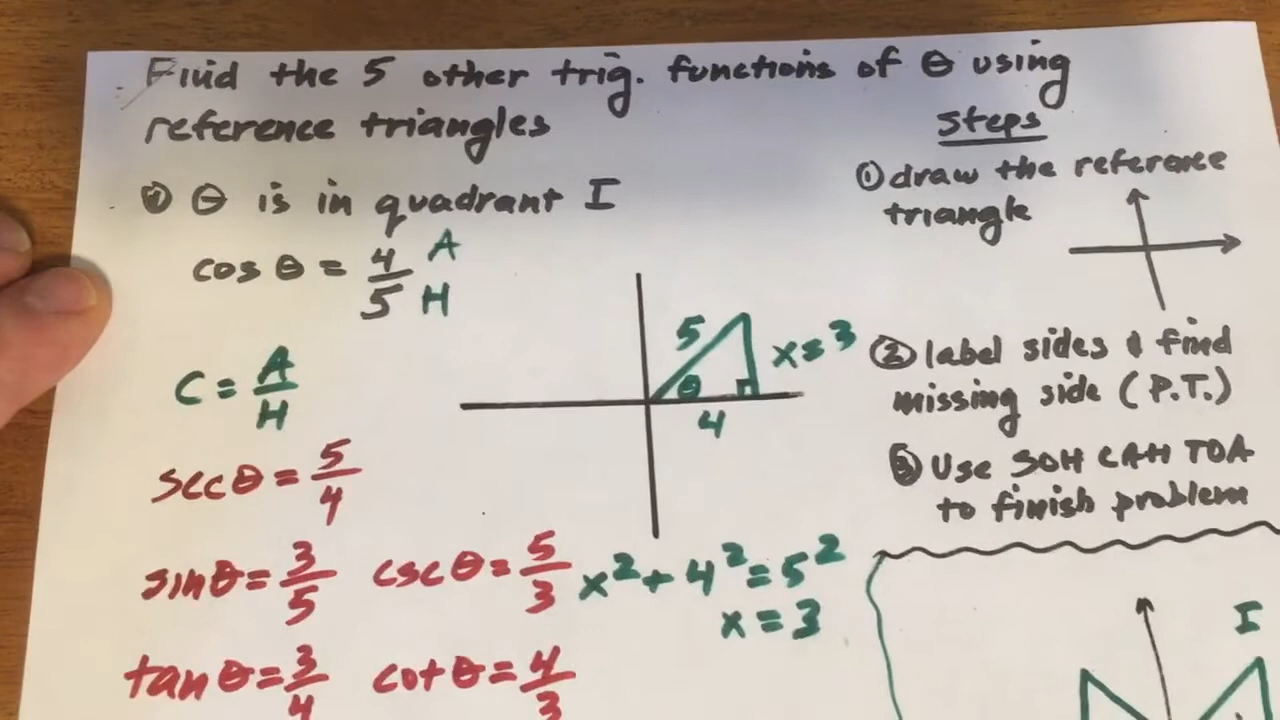 Find the 5 other trig. functions of θ using
reference triangles
① θ is in quadrant I
cos θ = 4/5 A/H
C = A/H
sec θ = 5/4
sin θ = 3/5 csc θ = 5/3
tan θ = 3/4 cot θ = 4/3
5
x = 3
θ
4
x² + 4² = 5²
x = 3
Steps
① draw the reference
triangle
② label sides & find
missing side (P.T.)
③ Use SOH CAH TOA
to finish problem
I